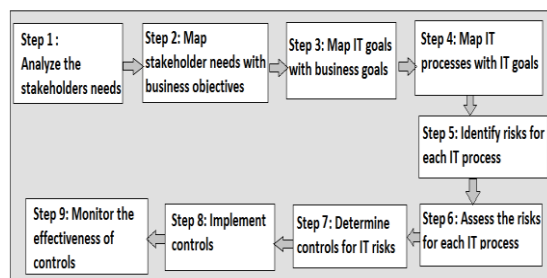 Step 1 :
Analyze the
stakeholders needs
Step 2: Map
stakeholder needs with
business objectives
Step 3: Map IT goals
with business goals
Step 4: Map IT
processes with IT goals
Step 5: Identify risks for
each IT process
Step 6: Assess the risks
for each IT process
Step 7: Determine
controls for IT risks
Step 8: Implement
controls
Step 9: Monitor the
effectiveness of
controls